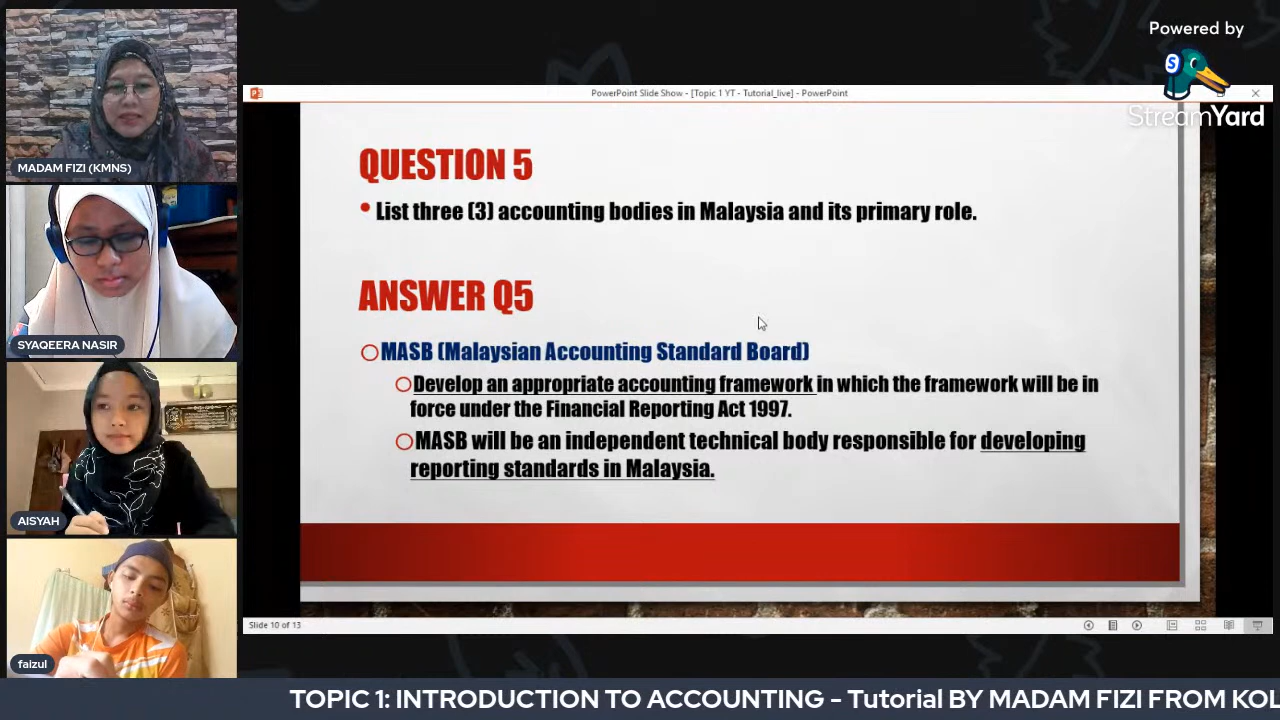 Powered by
S
StreamYard
PowerPoint Slide Show - [Topic 1 YT - Tutorial_live] - PowerPoint
MADAM FIZI (KMNS)
SYAQEERA NASIR
AISYAH
faizul
QUESTION 5
• List three (3) accounting bodies in Malaysia and its primary role.
ANSWER Q5
MASB (Malaysian Accounting Standard Board)
Develop an appropriate accounting framework in which the framework will be in
force under the Financial Reporting Act 1997.
MASB will be an independent technical body responsible for developing
reporting standards in Malaysia.
Slide 10 of 13
TOPIC 1: INTRODUCTION TO ACCOUNTING - Tutorial BY MADAM FIZI FROM KOL